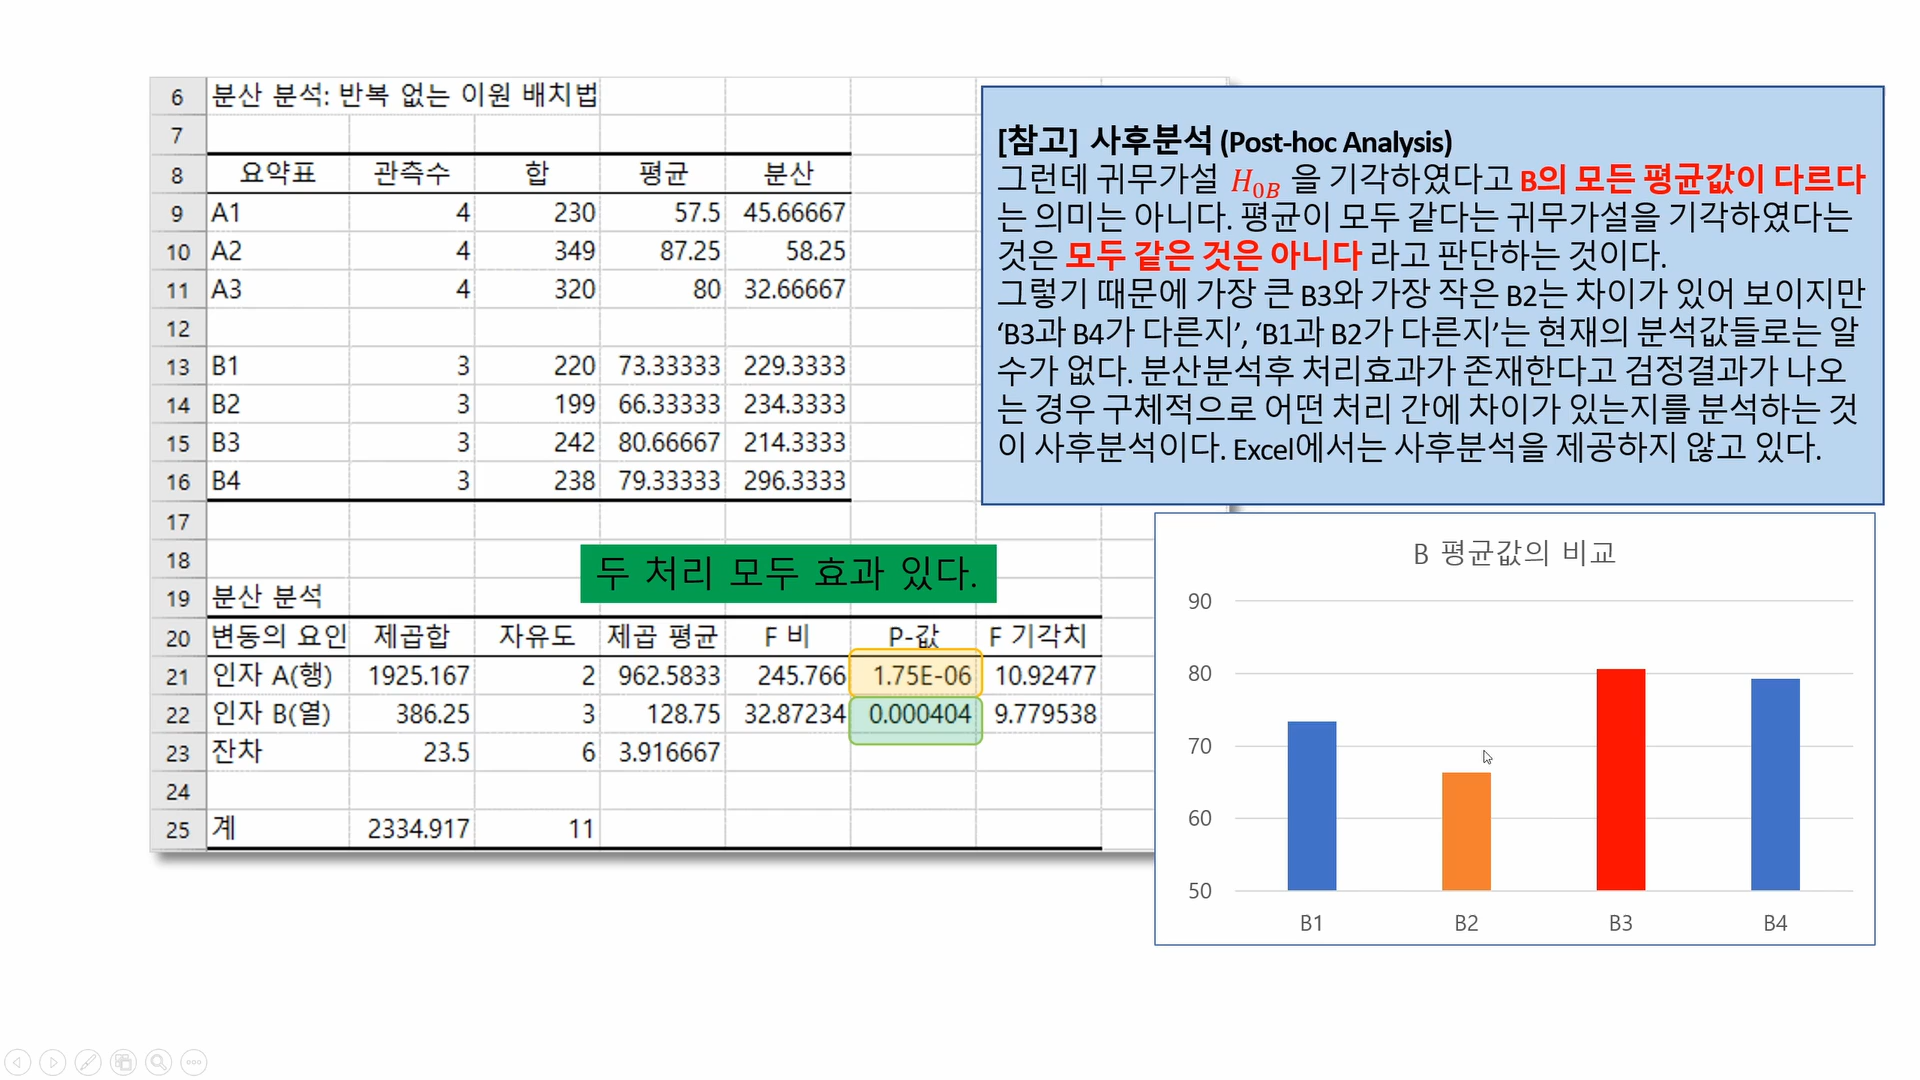 6 분산 분석: 반복 없는 이원 배치법
7
8 요약표 관측수 합 평균 분산
9 A1 4 230 57.5 45.66667
10 A2 4 349 87.25 58.25
11 A3 4 320 80 32.66667
12
13 B1 3 220 73.33333 229.3333
14 B2 3 199 66.33333 234.3333
15 B3 3 242 80.66667 214.3333
16 B4 3 238 79.33333 296.3333
17
18
두 처리 모두 효과 있다.
19 분산 분석
20 변동의 요인 제곱합 자유도 제곱 평균 F 비 P-값 F 기각치
21 인자 A(행) 1925.167 2 962.5833 245.766 1.75E-06 10.92477
22 인자 B(열) 386.25 3 128.75 32.87234 0.000404 9.779538
23 잔차 23.5 6 3.916667
24
25 계 2334.917 11
[참고] 사후분석 (Post-hoc Analysis)
그런데 귀무가설 H0B 을 기각하였다고 B의 모든 평균값이 다르다
는 의미는 아니다. 평균이 모두 같다는 귀무가설을 기각하였다는
것은 모두 같은 것은 아니다 라고 판단하는 것이다.
그렇기 때문에 가장 큰 B3와 가장 작은 B2는 차이가 있어 보이지만
‘B3과 B4가 다른지’, ‘B1과 B2가 다른지’는 현재의 분석값들로는 알
수가 없다. 분산분석후 처리효과가 존재한다고 검정결과가 나오
는 경우 구체적으로 어떤 처리 간에 차이가 있는지를 분석하는 것
이 사후분석이다. Excel에서는 사후분석을 제공하지 않고 있다.
B 평균값의 비교
90
80
70
60
50
B1 B2 B3 B4